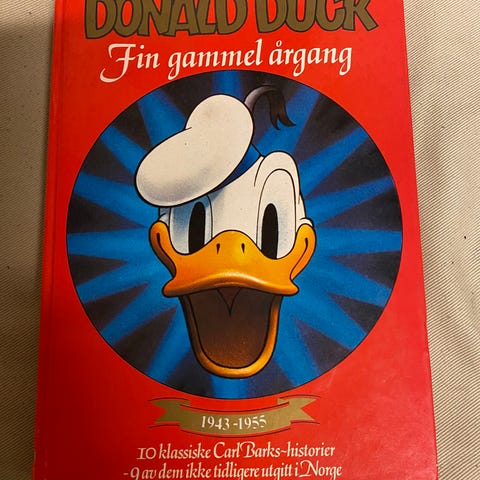 DONALD DUCK
Fin gammel årgang
1943-1955
10 klassiske Carl Barks-historier
- 9 av dem ikke tidligere utgitt i Norge